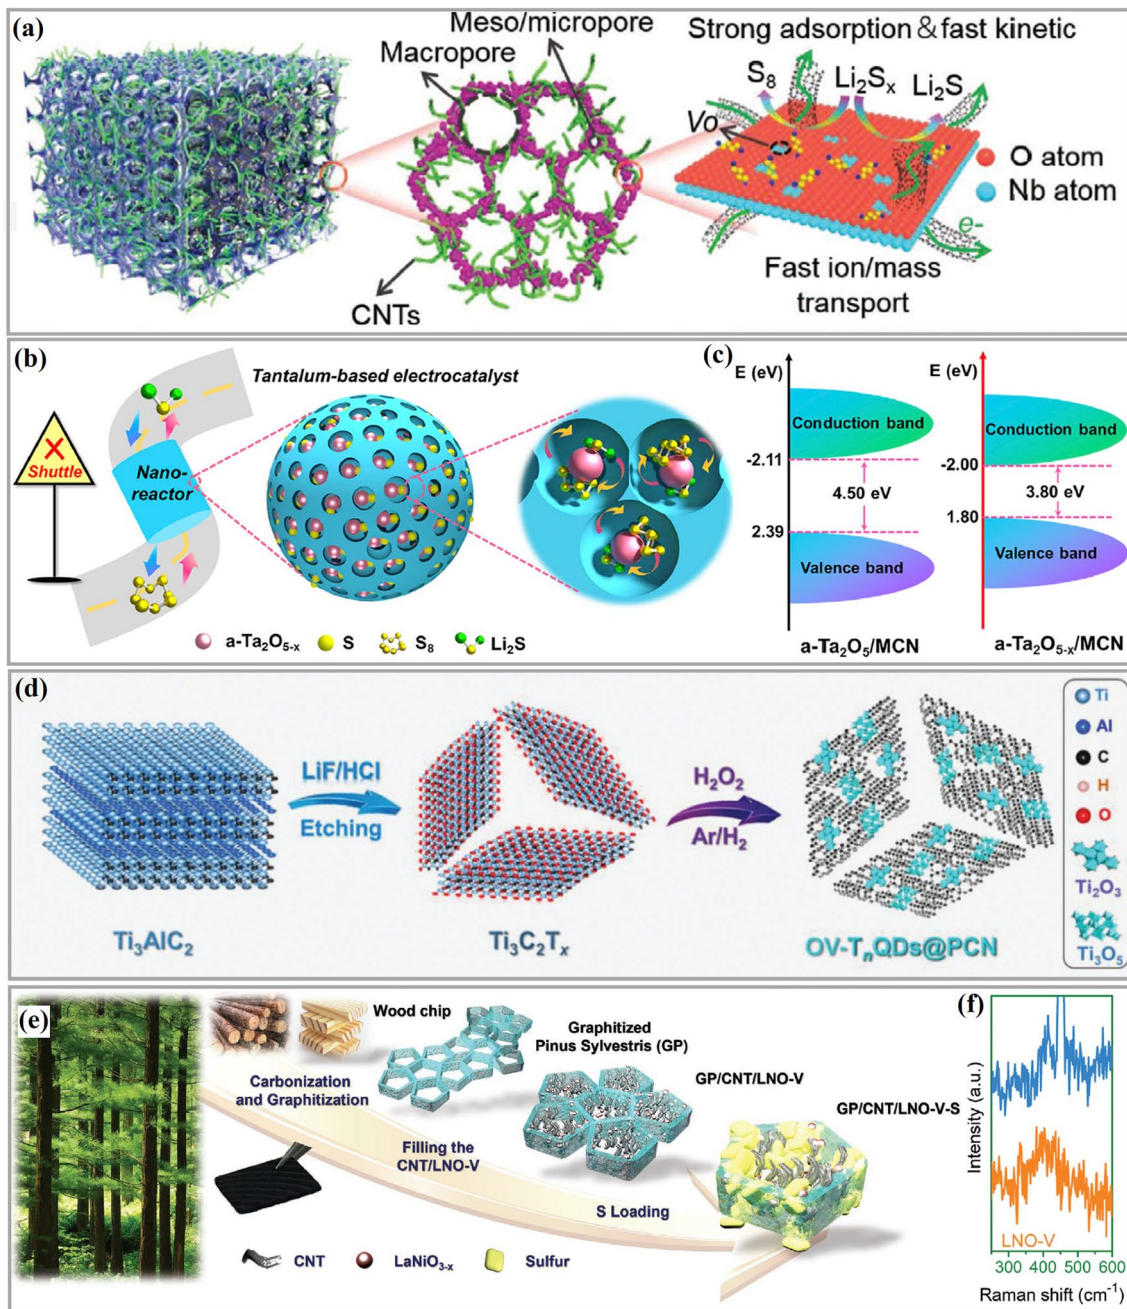 (a)
Meso/micropore
Macropore
CNTs
Strong adsorption & fast kinetic
S8 Li2Sx Li2S
Vo
O atom
Nb atom
e-
Fast ion/mass
transport
(b)
Tantalum-based electrocatalyst
Shuttle
Nano-
reactor
a-Ta2O5-x S S8 Li2S
(c)
E (eV)
Conduction band
-2.11
4.50 eV
2.39
Valence band
a-Ta2O5/MCN
E (eV)
Conduction band
-2.00
3.80 eV
1.80
Valence band
a-Ta2O5-x/MCN
(d)
LiF/HCl
Etching
H2O2
Ar/H2
Ti3AlC2
Ti3C2Tx
OV-TnQDs@PCN
Ti
Al
C
H
O
Ti2O3
Ti3O5
(e)
Wood chip
Graphitized
Pinus Sylvestris (GP)
GP/CNT/LNO-V
GP/CNT/LNO-V-S
Carbonization
and Graphitization
Filling the
CNT/LNO-V
S Loading
CNT LaNiO3-x Sulfur
(f)
Intensity (a.u.)
LNO-V
300 400 500 600
Raman shift (cm-1)